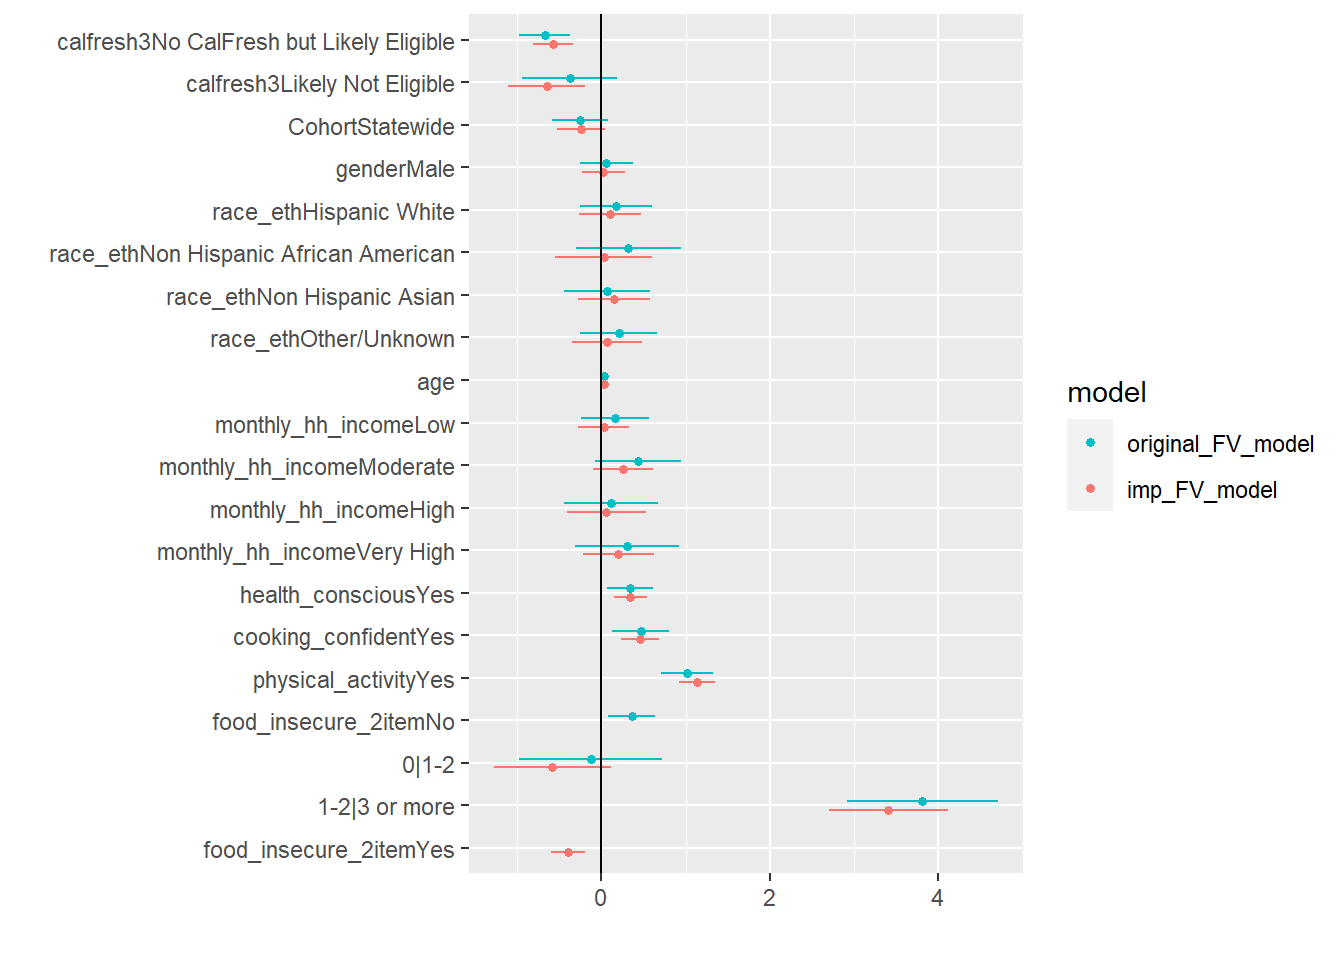 calfresh3No CalFresh but Likely Eligible
calfresh3Likely Not Eligible
CohortStatewide
genderMale
race_ethHispanic White
race_ethNon Hispanic African American
race_ethNon Hispanic Asian
race_ethOther/Unknown
age
monthly_hh_incomeLow
monthly_hh_incomeModerate
monthly_hh_incomeHigh
monthly_hh_incomeVery High
health_consciousYes
cooking_confidentYes
physical_activityYes
food_insecure_2itemNo
0|1-2
1-2|3 or more
food_insecure_2itemYes
0 2 4
model
original_FV_model
imp_FV_model